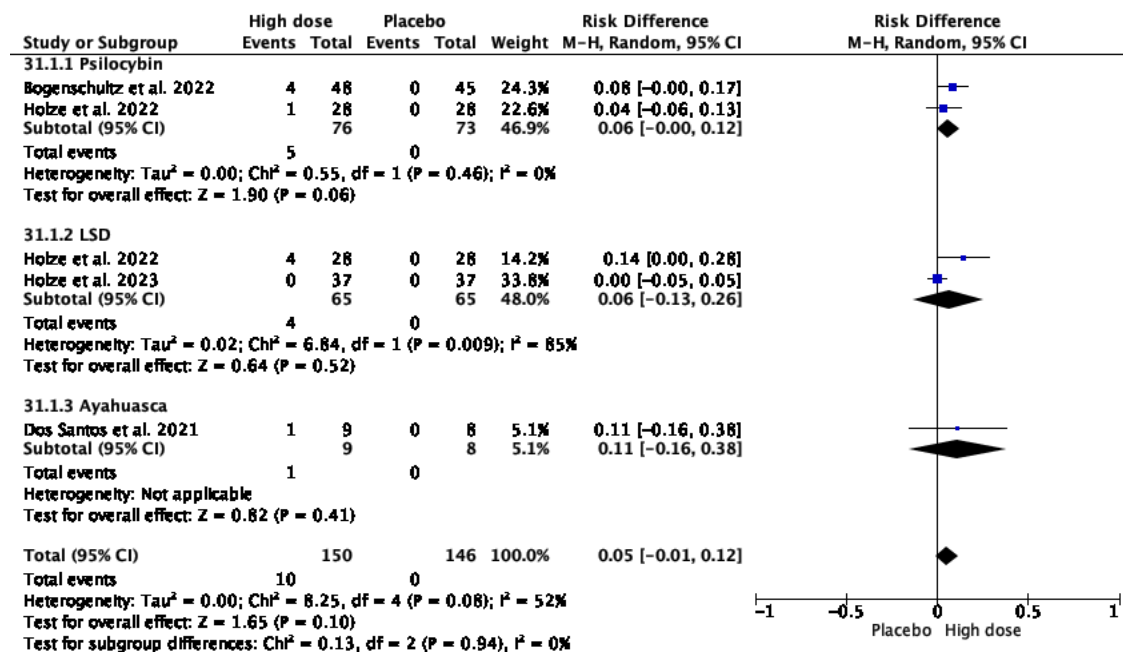 High dose Placebo Risk Difference Risk Difference
Study or Subgroup Events Total Events Total Weight M-H, Random, 95% CI M-H, Random, 95% CI
31.1.1 Psilocybin
Bogenschultz et al. 2022 4 48 0 45 24.3% 0.08 [-0.00, 0.17]
Holze et al. 2022 1 28 0 28 22.6% 0.04 [-0.06, 0.13]
Subtotal (95% CI) 76 73 46.9% 0.06 [-0.00, 0.12]
Total events 5 0
Heterogeneity: Tau² = 0.00; Chi² = 0.55, df = 1 (P = 0.46); I² = 0%
Test for overall effect: Z = 1.90 (P = 0.06)
31.1.2 LSD
Holze et al. 2022 4 28 0 28 14.2% 0.14 [0.00, 0.28]
Holze et al. 2023 0 37 0 37 33.8% 0.00 [-0.05, 0.05]
Subtotal (95% CI) 65 65 48.0% 0.06 [-0.13, 0.26]
Total events 4 0
Heterogeneity: Tau² = 0.02; Chi² = 6.84, df = 1 (P = 0.009); I² = 85%
Test for overall effect: Z = 0.64 (P = 0.52)
31.1.3 Ayahuasca
Dos Santos et al. 2021 1 9 0 8 5.1% 0.11 [-0.16, 0.38]
Subtotal (95% CI) 9 8 5.1% 0.11 [-0.16, 0.38]
Total events 1 0
Heterogeneity: Not applicable
Test for overall effect: Z = 0.82 (P = 0.41)
Total (95% CI) 150 146 100.0% 0.05 [-0.01, 0.12]
Total events 10 0
Heterogeneity: Tau² = 0.00; Chi² = 8.25, df = 4 (P = 0.08); I² = 52%
Test for overall effect: Z = 1.65 (P = 0.10)
Test for subgroup differences: Chi² = 0.13, df = 2 (P = 0.94), I² = 0%
-1 -0.5 0 0.5 1
Placebo High dose